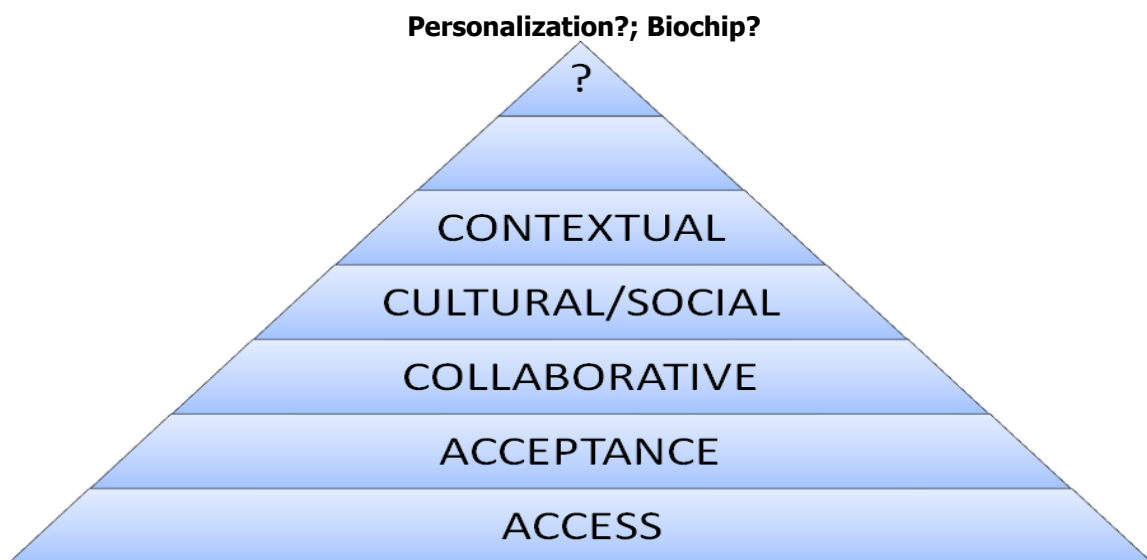 Personalization?; Biochip?
?
CONTEXTUAL
CULTURAL/SOCIAL
COLLABORATIVE
ACCEPTANCE
ACCESS